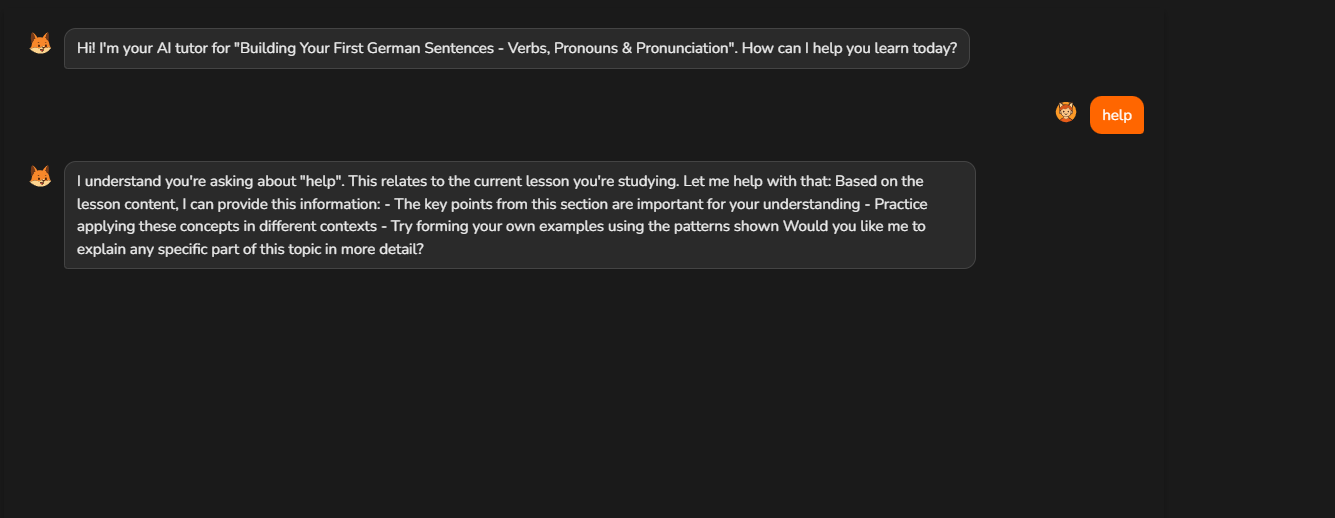 Hi! I'm your AI tutor for "Building Your First German Sentences - Verbs, Pronouns & Pronunciation". How can I help you learn today?
help
I understand you're asking about "help". This relates to the current lesson you're studying. Let me help with that: Based on the
lesson content, I can provide this information: - The key points from this section are important for your understanding - Practice
applying these concepts in different contexts - Try forming your own examples using the patterns shown Would you like me to
explain any specific part of this topic in more detail?